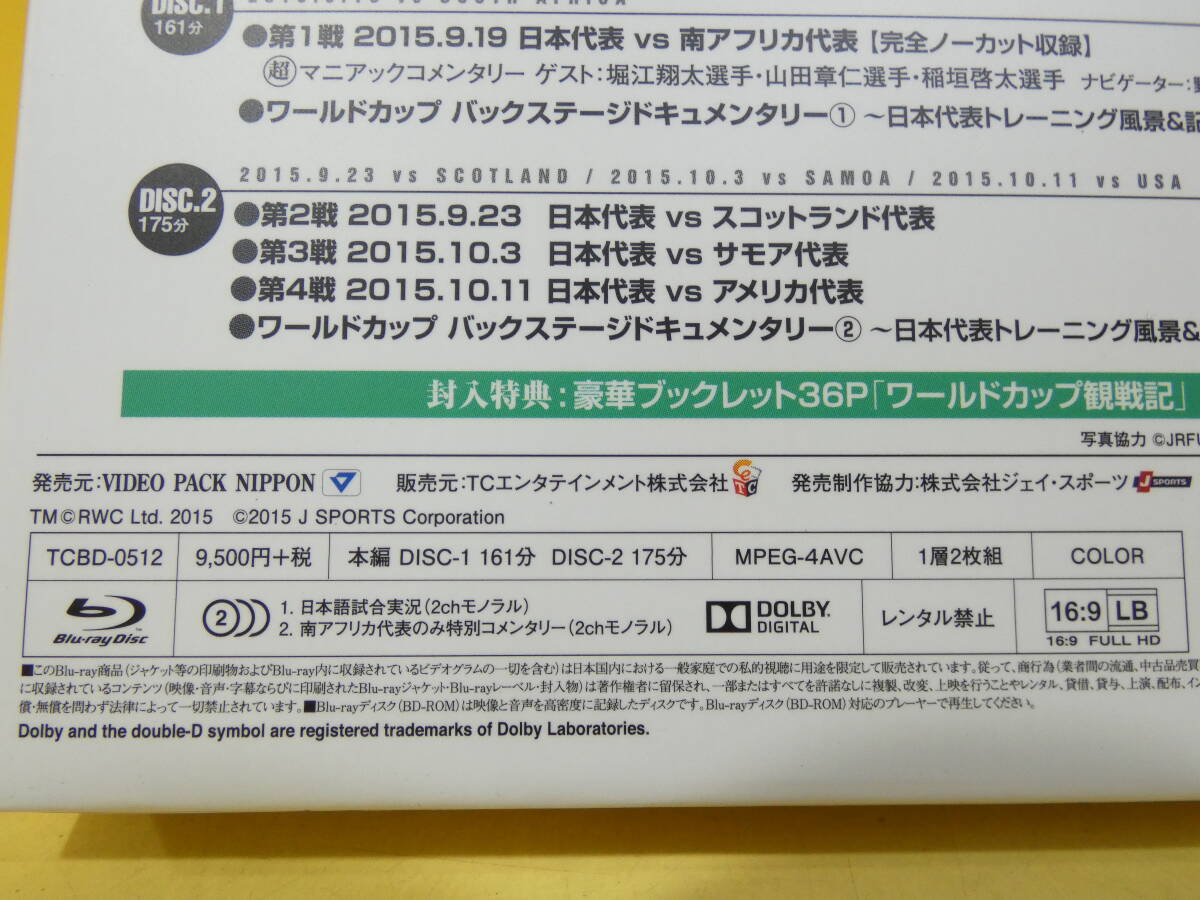 DISC.1
161分
●第1戦 2015.9.19 日本代表 vs 南アフリカ代表【完全ノーカット収録】
超マニアックコメンタリー ゲスト:堀江翔太選手・山田章仁選手・稲垣啓太選手 ナビゲーター:
●ワールドカップ バックステージドキュメンタリー① ～日本代表トレーニング風景&記
DISC.2
175分
2015.9.23 vs SCOTLAND / 2015.10.3 vs SAMOA / 2015.10.11 vs USA
●第2戦 2015.9.23 日本代表 vs スコットランド代表
●第3戦 2015.10.3 日本代表 vs サモア代表
●第4戦 2015.10.11 日本代表 vs アメリカ代表
●ワールドカップ バックステージドキュメンタリー② ～日本代表トレーニング風景&
封入特典:豪華ブックレット36P「ワールドカップ観戦記」
写真協力 ©JRFU
発売元:VIDEO PACK NIPPON 販売元:TCエンタテインメント株式会社 TC 発売制作協力:株式会社ジェイ・スポーツ J SPORTS
TM©RWC Ltd. 2015 ©2015 J SPORTS Corporation
TCBD-0512 9,500円+税 本編 DISC-1 161分 DISC-2 175分 MPEG-4AVC 1層2枚組 COLOR
Blu-ray Disc ™
2
1. 日本語試合実況(2chモノラル)
2. 南アフリカ代表のみ特別コメンタリー(2chモノラル)
DOLBY DIGITAL
レンタル禁止
16:9 LB
16:9 FULL HD
■このBlu-ray商品(ジャケット等の印刷物およびBlu-ray内に収録されているビデオグラムの一切を含む)は日本国内における一般家庭での私的視聴に用途を限定して販売されています。従って、商行為(業者間の流通、中古品売買
に収録されているコンテンツ(映像・音声・字幕ならびに印刷されたBlu-rayジャケット・Blu-rayレーベル・封入物)は著作権者に留保され、一部またはすべてを許諾なしに複製、改変、上映を行うことやレンタル、貸借、貸与、上演、配布、イン
償・無償を問わず法律によって一切禁止されています。■Blu-rayディスク(BD-ROM)は映像と音声を高密度に記録したディスクです。Blu-rayディスク(BD-ROM)対応のプレーヤーで再生してください。
Dolby and the double-D symbol are registered trademarks of Dolby Laboratories.